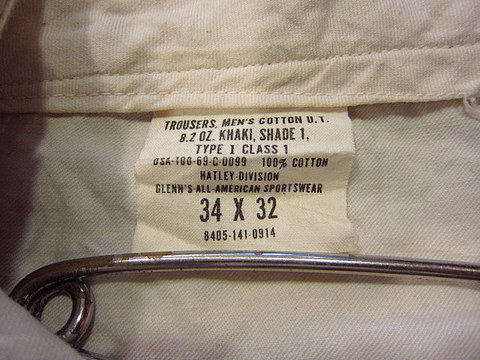 TROUSERS, MEN'S COTTON U.T.
8.2 OZ. KHAKI, SHADE 1,
TYPE I CLASS 1
DSA-100-69-C-0099 100% COTTON
HATLEY-DIVISION
GLENN'S ALL-AMERICAN SPORTSWEAR
34 X 32
8405-141-0914